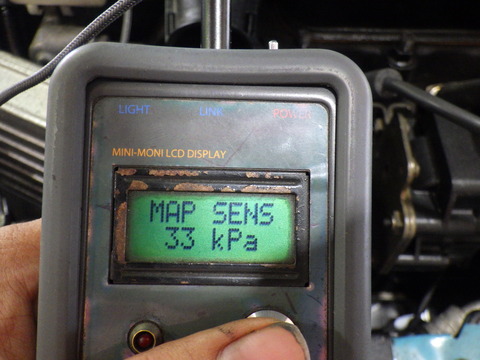 LIGHT LINK POWER
MINI-MONI LCD DISPLAY
MAP SENS
33 kPa